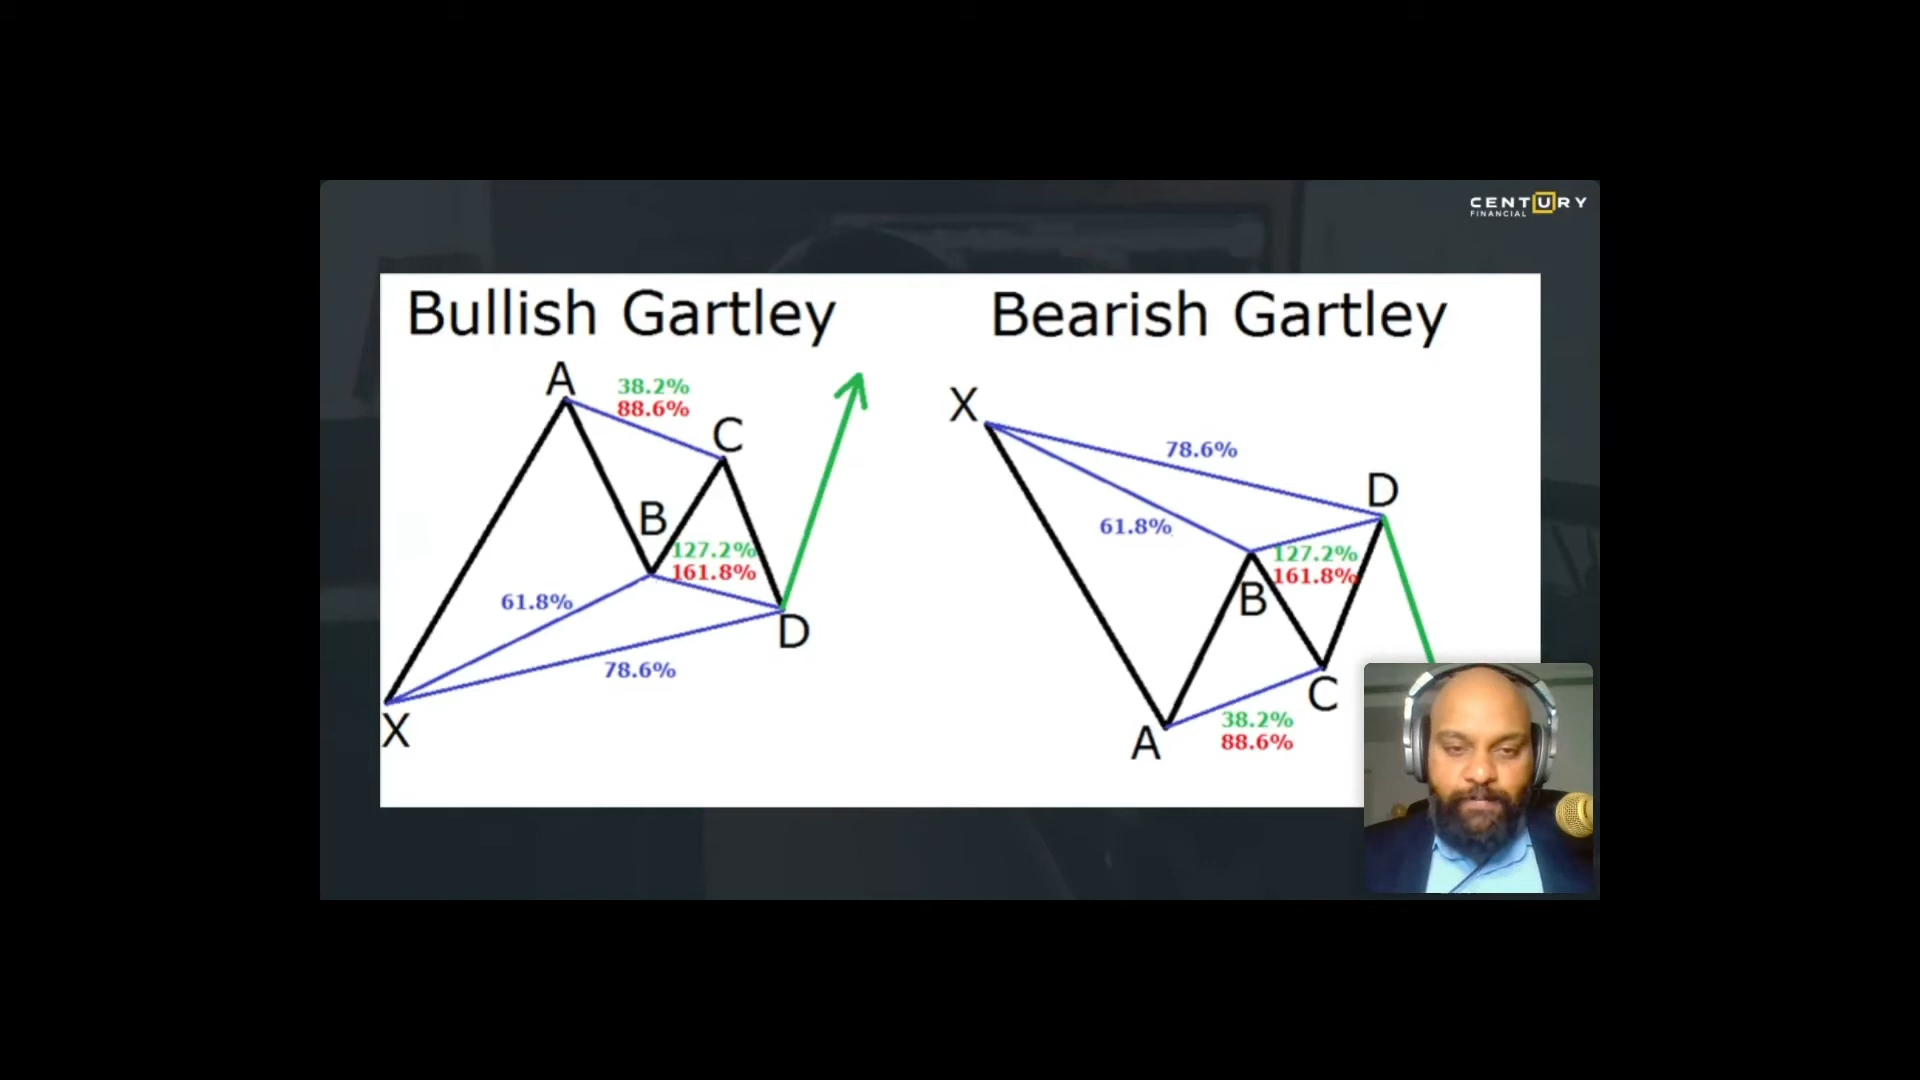 CENTURY
FINANCIAL
Bullish Gartley
A
38.2%
88.6%
C
B
127.2%
161.8%
61.8%
D
78.6%
X
Bearish Gartley
X
78.6%
D
61.8%
127.2%
161.8%
B
C
A
38.2%
88.6%